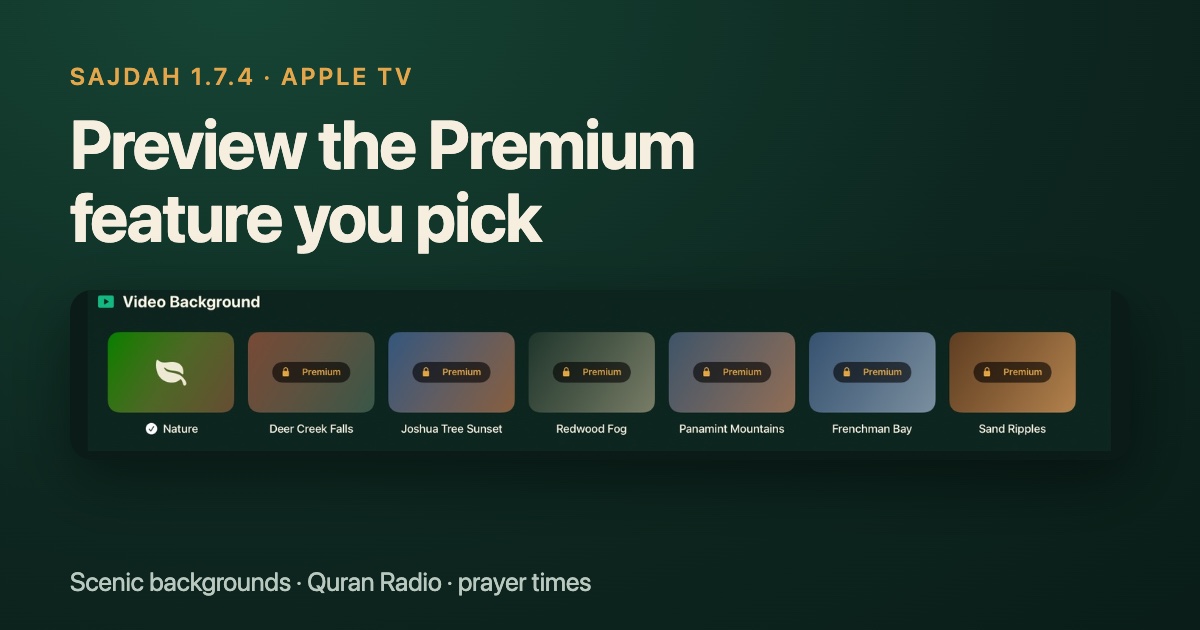 SAJDAH 1.7.4 · APPLE TV
Preview the Premium
feature you pick
Video Background
Premium Premium Premium Premium Premium Premium
Nature Deer Creek Falls Joshua Tree Sunset Redwood Fog Panamint Mountains Frenchman Bay Sand Ripples
Scenic backgrounds · Quran Radio · prayer times